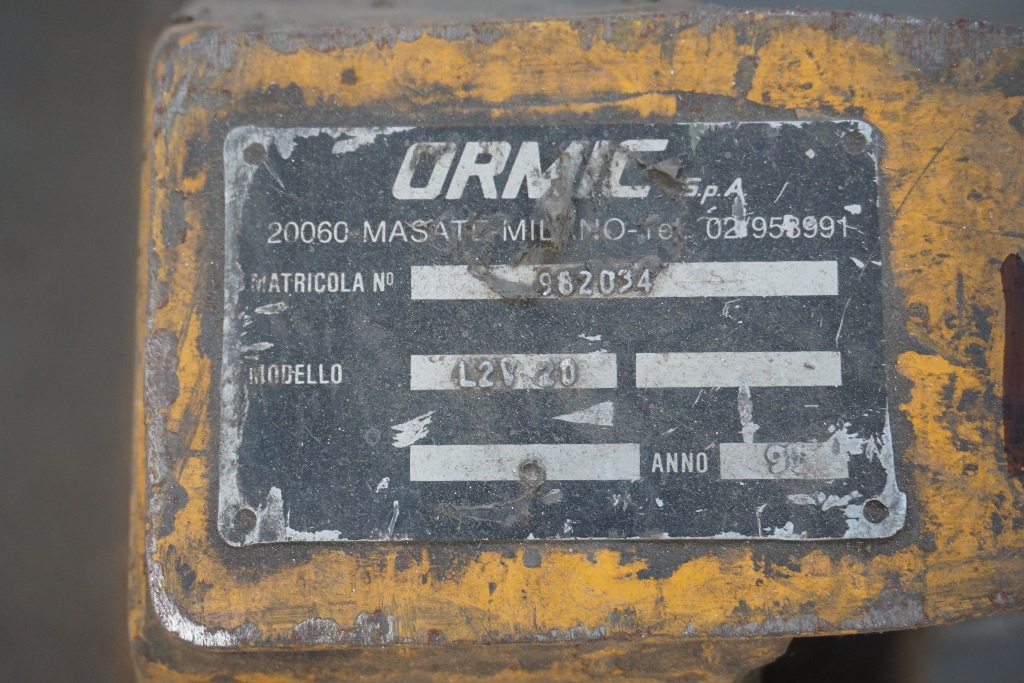 ORMIC S.p.A
20060 MASATE MILANO-Tel. 02/958991
MATRICOLA Nº 982034
MODELLO L2V 20
ANNO